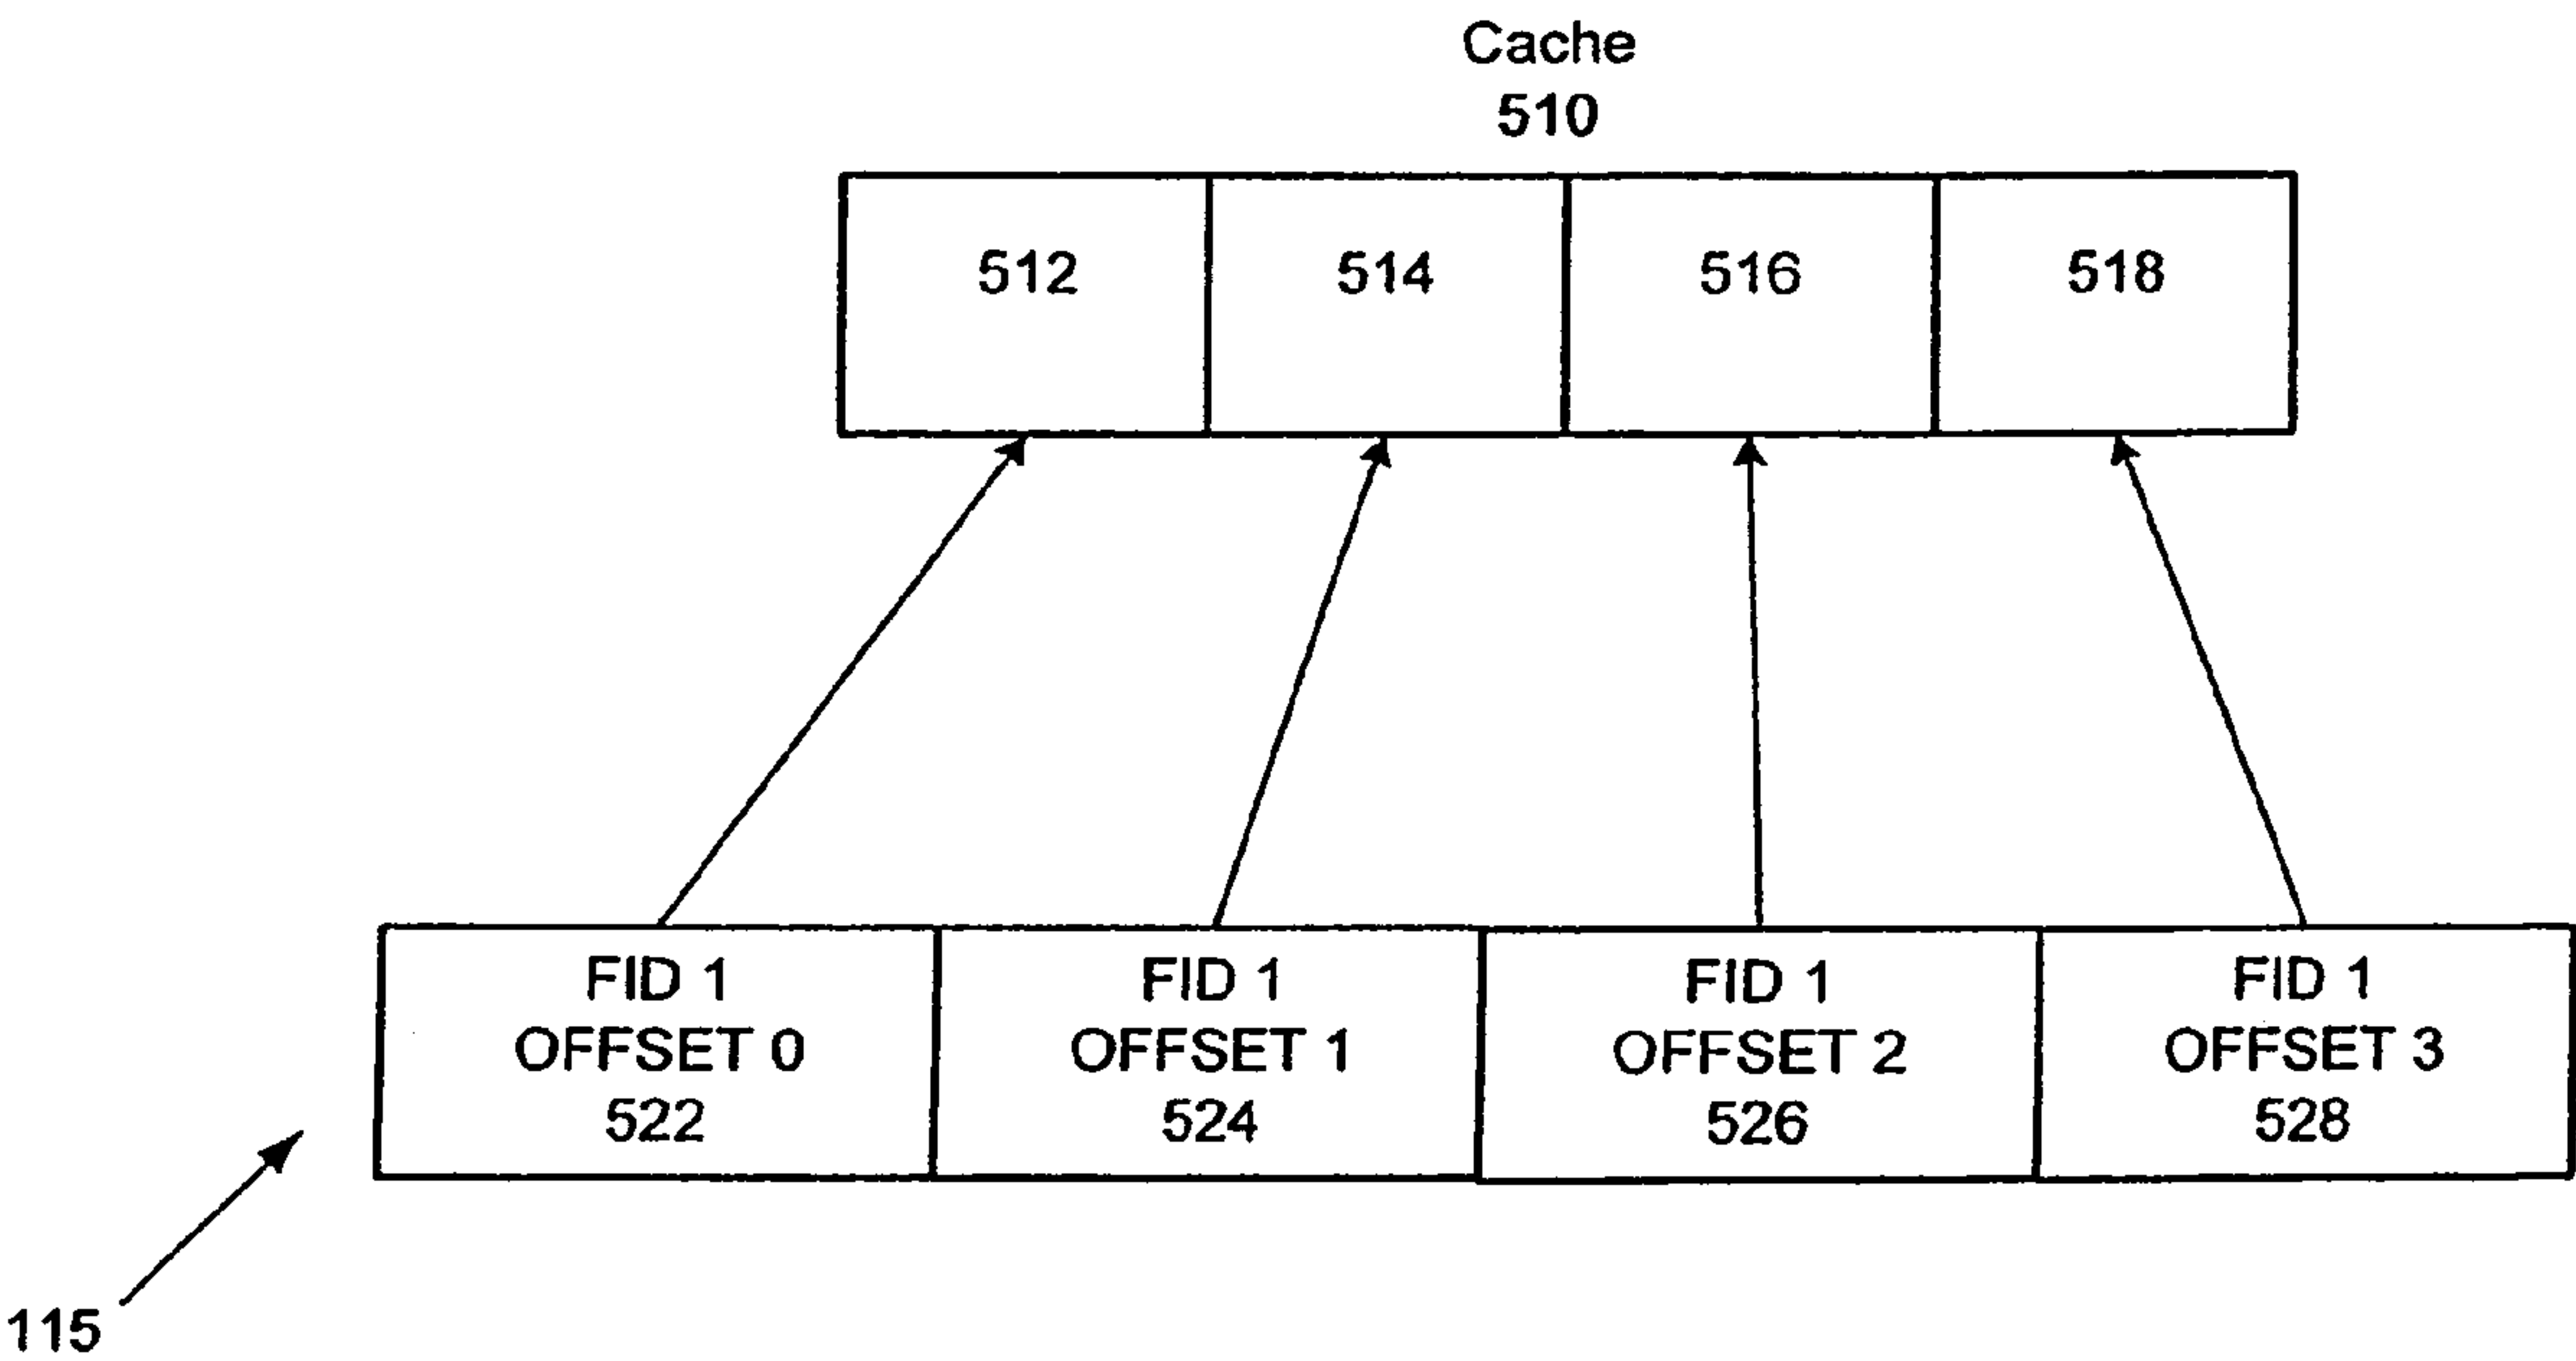 Cache
510
512
514
516
518
FID 1
OFFSET 0
522
FID 1
OFFSET 1
524
FID 1
OFFSET 2
526
FID 1
OFFSET 3
528
115